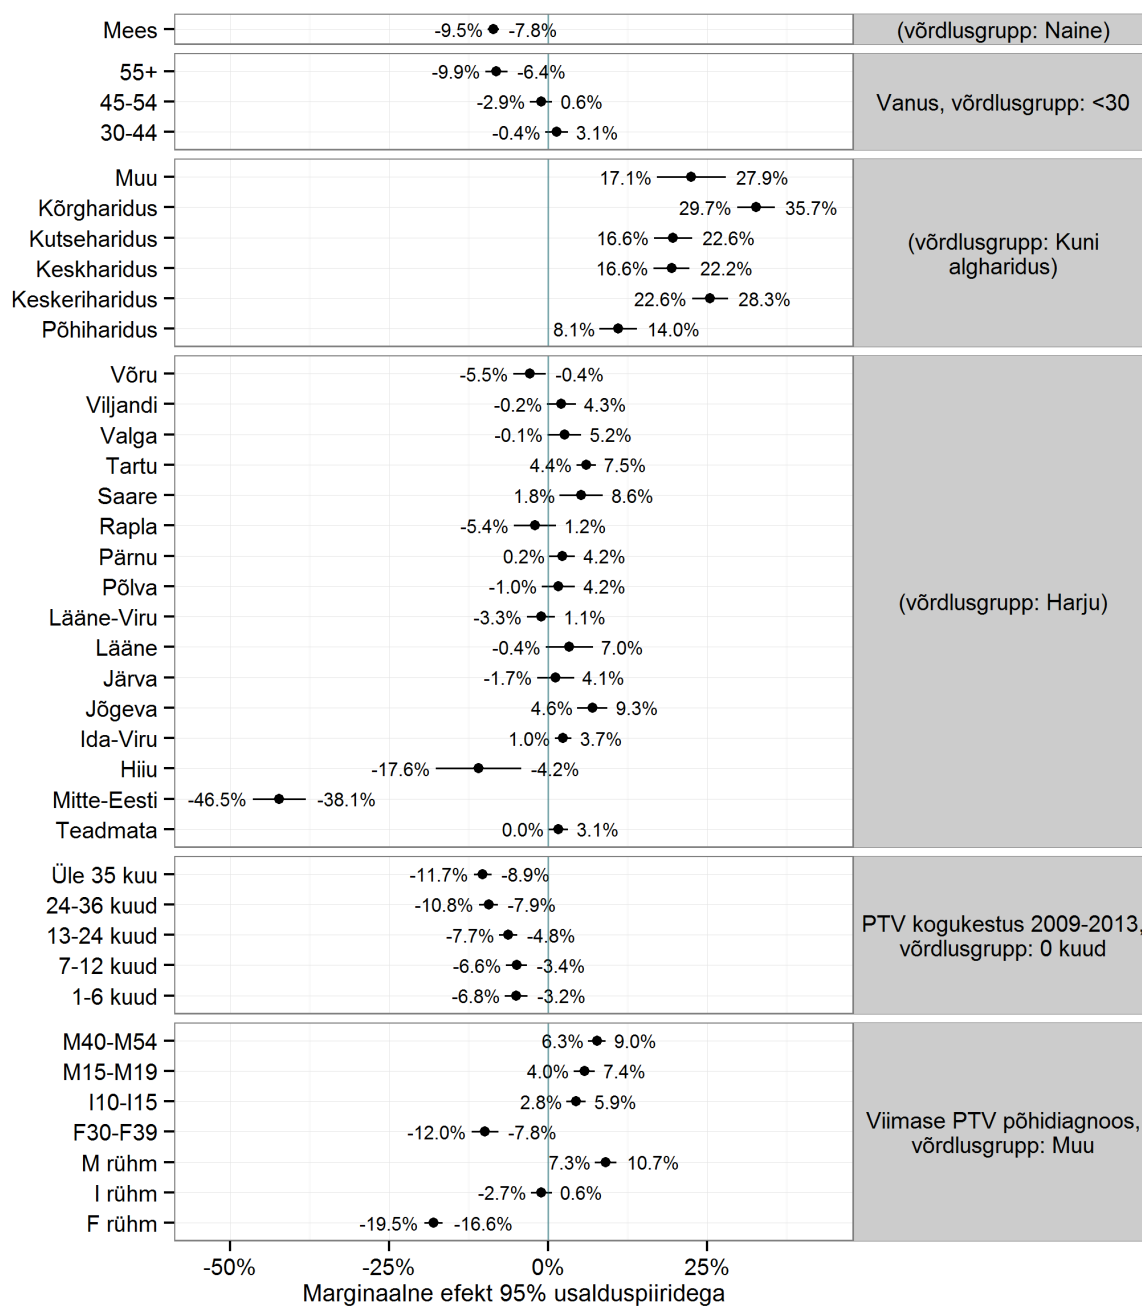 Mees -9.5% -7.8% (võrdlusgrupp: Naine)
55+ -9.9% -6.4%
45-54 -2.9% 0.6%
30-44 -0.4% 3.1%
Vanus, võrdlusgrupp: <30
Muu 17.1% 27.9%
Kõrgharidus 29.7% 35.7%
Kutseharidus 16.6% 22.6%
Keskharidus 16.6% 22.2%
Keskeriharidus 22.6% 28.3%
Põhiharidus 8.1% 14.0%
(võrdlusgrupp: Kuni
algharidus)
Võru -5.5% -0.4%
Viljandi -0.2% 4.3%
Valga -0.1% 5.2%
Tartu 4.4% 7.5%
Saare 1.8% 8.6%
Rapla -5.4% 1.2%
Pärnu 0.2% 4.2%
Põlva -1.0% 4.2%
Lääne-Viru -3.3% 1.1%
Lääne -0.4% 7.0%
Järva -1.7% 4.1%
Jõgeva 4.6% 9.3%
Ida-Viru 1.0% 3.7%
Hiiu -17.6% -4.2%
Mitte-Eesti -46.5% -38.1%
Teadmata 0.0% 3.1%
(võrdlusgrupp: Harju)
Üle 35 kuu -11.7% -8.9%
24-36 kuud -10.8% -7.9%
13-24 kuud -7.7% -4.8%
7-12 kuud -6.6% -3.4%
1-6 kuud -6.8% -3.2%
PTV kogukestus 2009-2013,
võrdlusgrupp: 0 kuud
M40-M54 6.3% 9.0%
M15-M19 4.0% 7.4%
I10-I15 2.8% 5.9%
F30-F39 -12.0% -7.8%
M rühm 7.3% 10.7%
I rühm -2.7% 0.6%
F rühm -19.5% -16.6%
Viimase PTV põhidiagnoos,
võrdlusgrupp: Muu
-50% -25% 0% 25%
Marginaalne efekt 95% usalduspiiridega